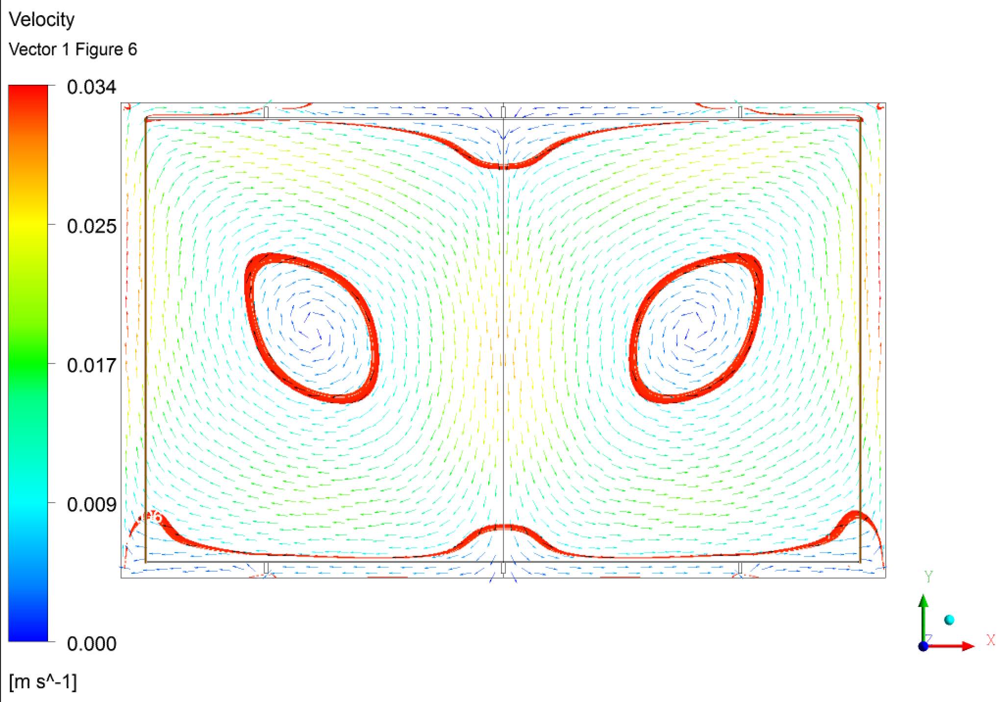 Velocity
Vector 1 Figure 6
0.034
0.025
0.017
0.009
0.000
[m s^-1]
Y
Z
X